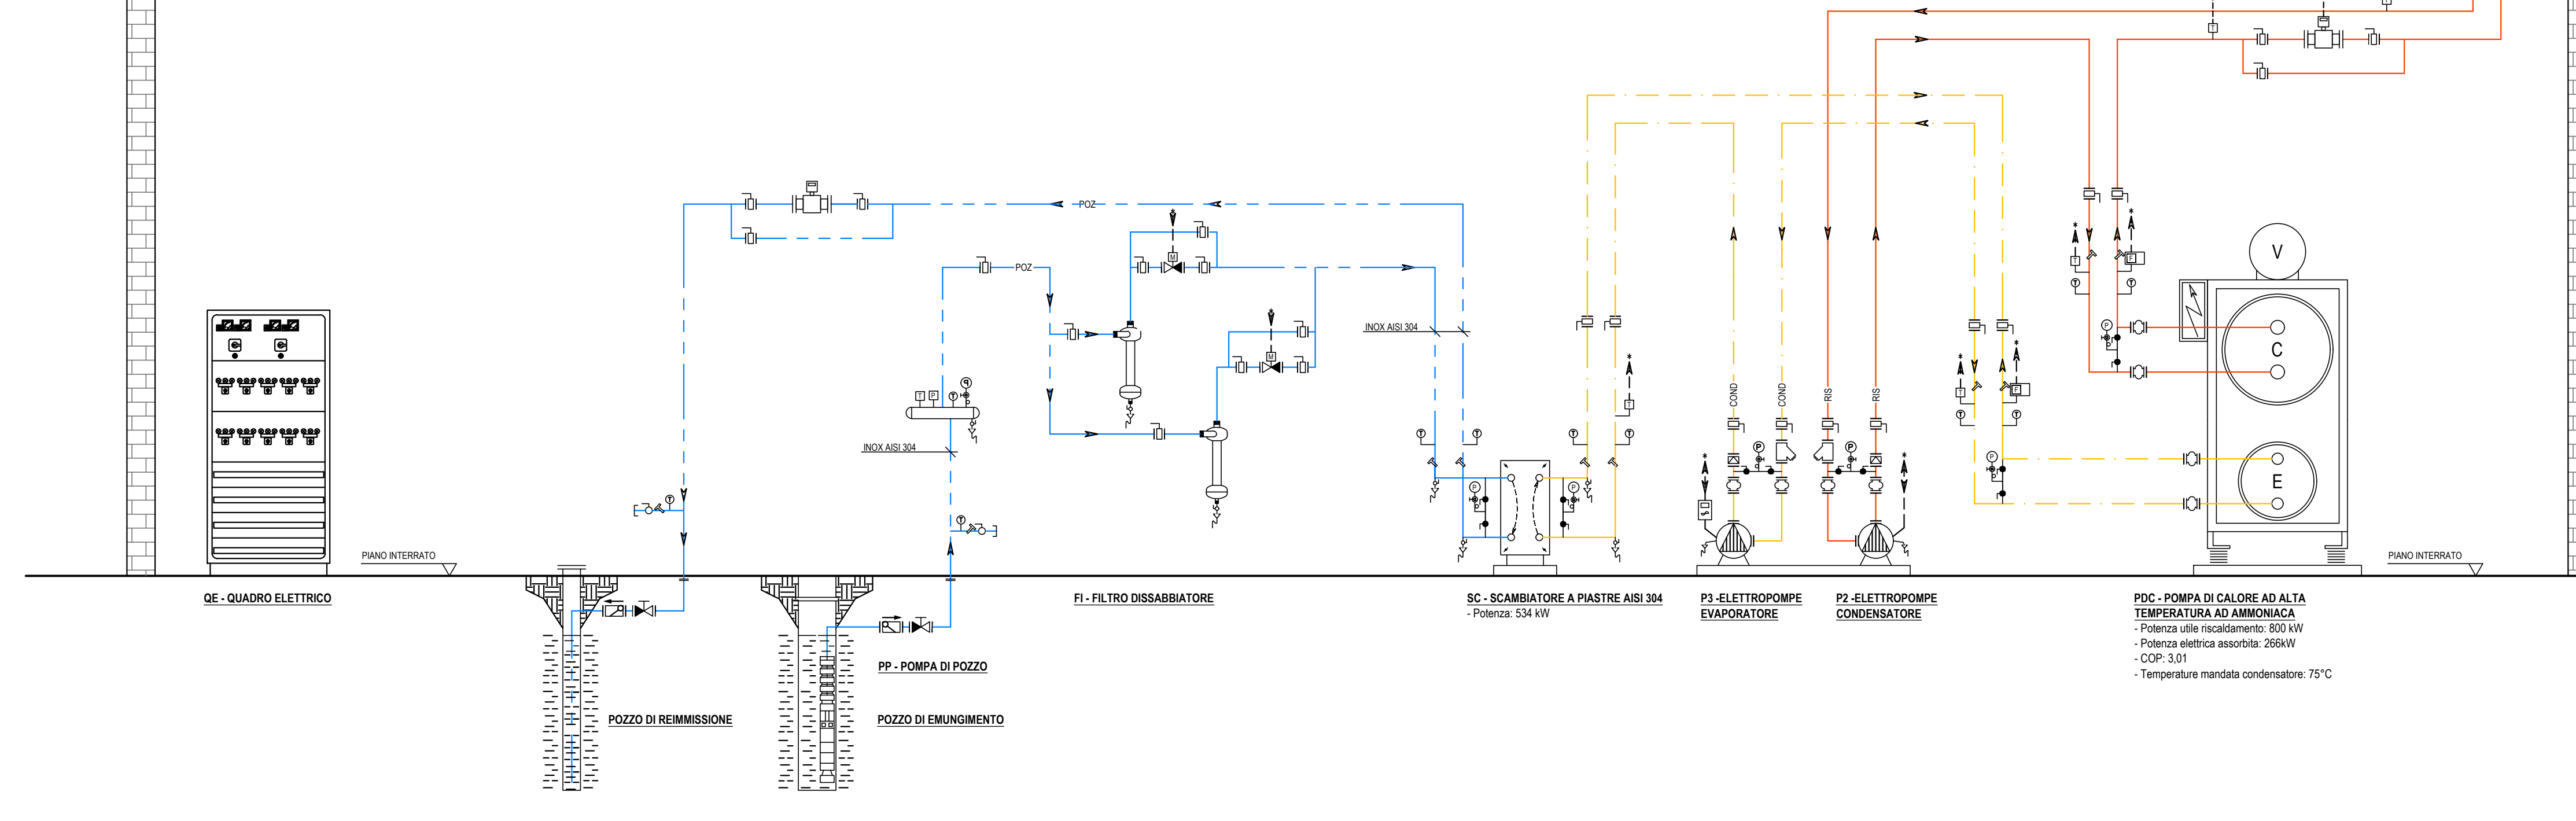 POZ
POZ
INOX AISI 304
INOX AISI 304
COND
COND
RIS
RIS
T
P
T
M
M
P
P
P
P
T
T
T
T
T
F
V
C
E
PIANO INTERRATO
PIANO INTERRATO
QE - QUADRO ELETTRICO
FI - FILTRO DISSABBIATORE
SC - SCAMBIATORE A PIASTRE AISI 304
- Potenza: 534 kW
P3 -ELETTROPOMPE
EVAPORATORE
P2 -ELETTROPOMPE
CONDENSATORE
PDC - POMPA DI CALORE AD ALTA
TEMPERATURA AD AMMONIACA
- Potenza utile riscaldamento: 800 kW
- Potenza elettrica assorbita: 266kW
- COP: 3,01
- Temperature mandata condensatore: 75°C
PP - POMPA DI POZZO
POZZO DI REIMMISSIONE
POZZO DI EMUNGIMENTO